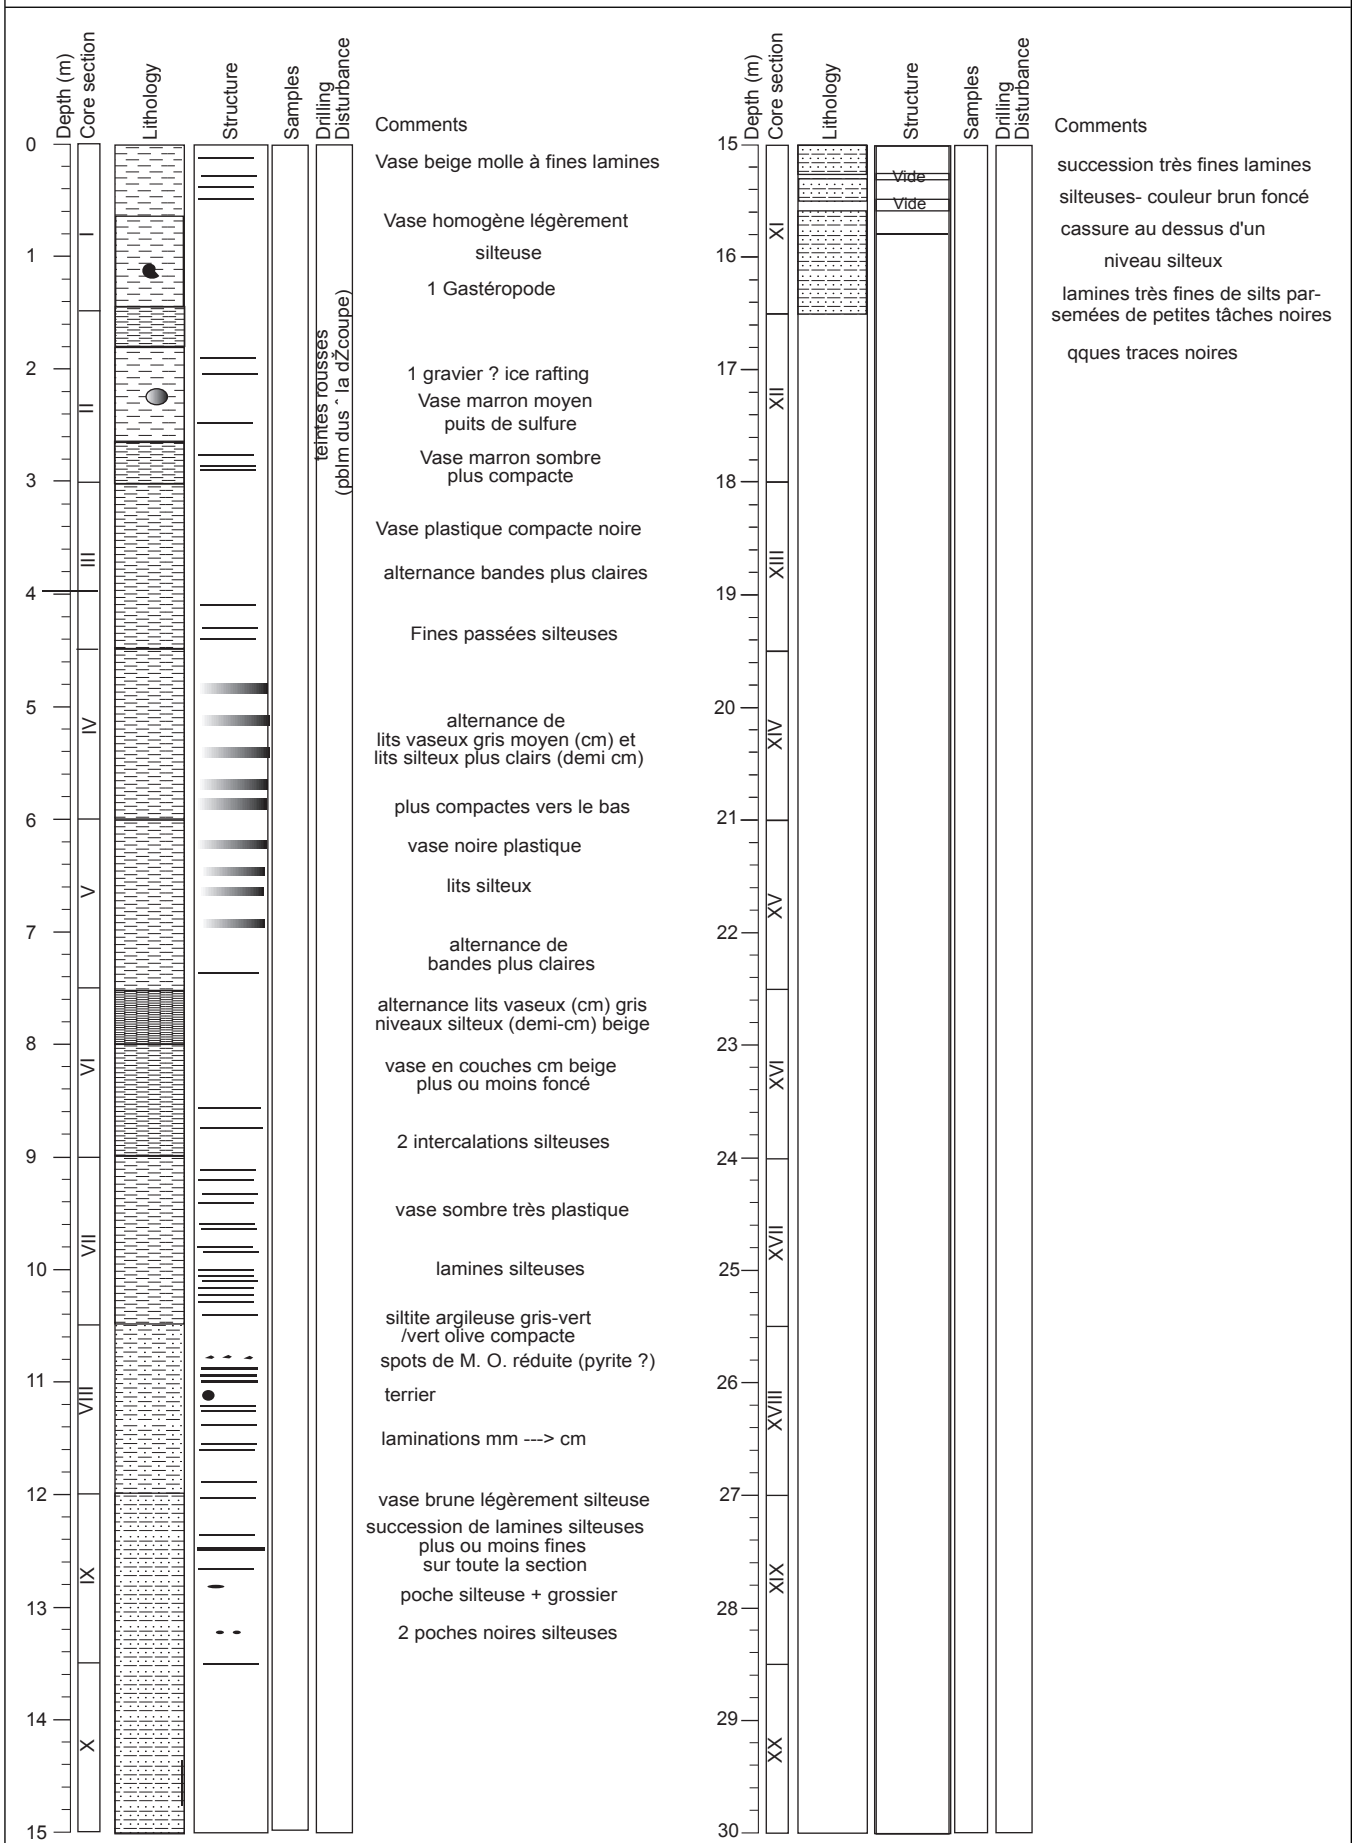 Depth (m)
Core section
Lithology
Structure
Samples
Drilling
Disturbance
Comments
0
1
2
3
4
5
6
7
8
9
10
11
12
13
14
15
I
II
III
IV
V
VI
VII
VIII
IX
X
teintes rousses
(pblm dus ˆ la dŽcoupe)
Vase beige molle à fines lamines
Vase homogène légèrement
silteuse
1 Gastéropode
1 gravier ? ice rafting
Vase marron moyen
puits de sulfure
Vase marron sombre
plus compacte
Vase plastique compacte noire
alternance bandes plus claires
Fines passées silteuses
alternance de
lits vaseux gris moyen (cm) et
lits silteux plus clairs (demi cm)
plus compactes vers le bas
vase noire plastique
lits silteux
alternance de
bandes plus claires
alternance lits vaseux (cm) gris
niveaux silteux (demi-cm) beige
vase en couches cm beige
plus ou moins foncé
2 intercalations silteuses
vase sombre très plastique
lamines silteuses
siltite argileuse gris-vert
/vert olive compacte
spots de M. O. réduite (pyrite ?)
terrier
laminations mm ---> cm
vase brune légèrement silteuse
succession de lamines silteuses
plus ou moins fines
sur toute la section
poche silteuse + grossier
2 poches noires silteuses
Depth (m)
Core section
Lithology
Structure
Samples
Drilling
Disturbance
Comments
15
16
17
18
19
20
21
22
23
24
25
26
27
28
29
30
XI
XII
XIII
XIV
XV
XVI
XVII
XVIII
XIX
XX
Vide
Vide
succession très fines lamines
silteuses- couleur brun foncé
cassure au dessus d'un
niveau silteux
lamines très fines de silts par-
semées de petites tâches noires
qques traces noires